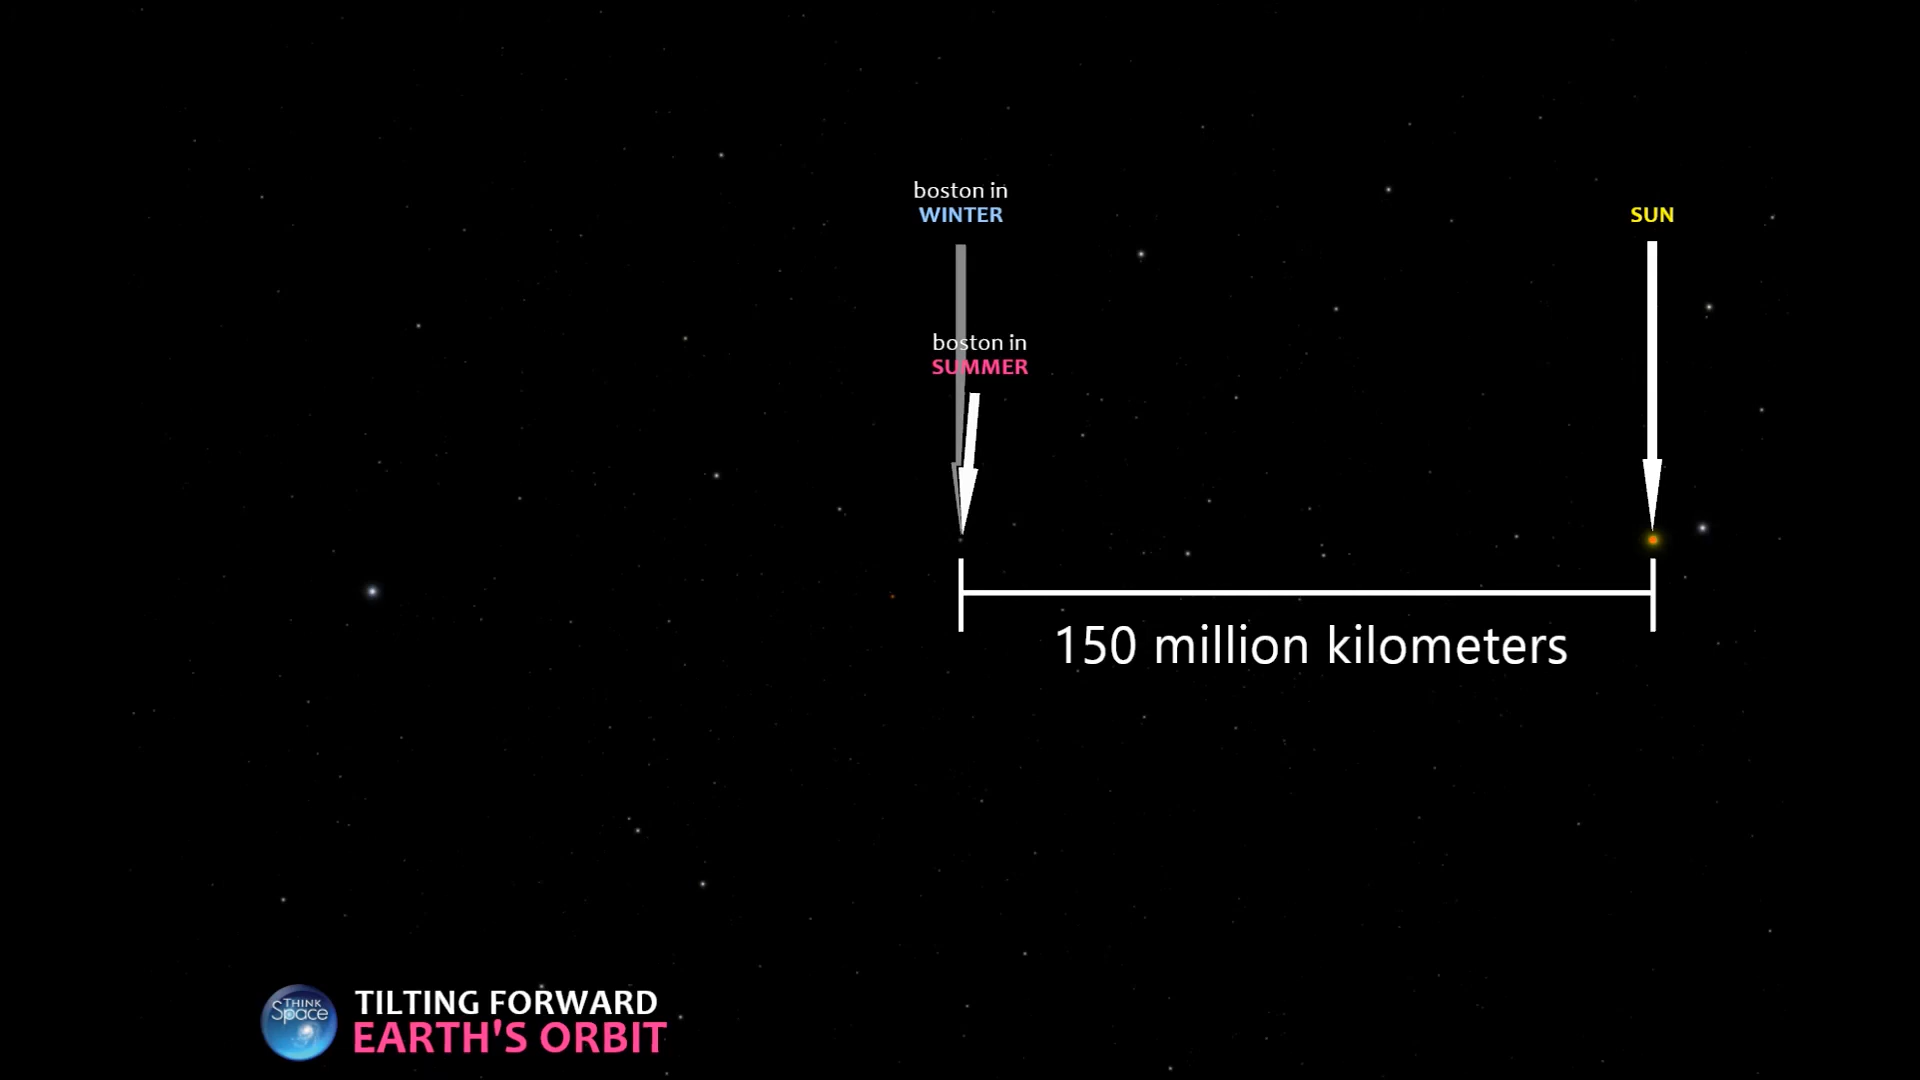 boston in
WINTER
SUN
boston in
SUMMER
150 million kilometers
THINK
Space
TILTING FORWARD
EARTH'S ORBIT